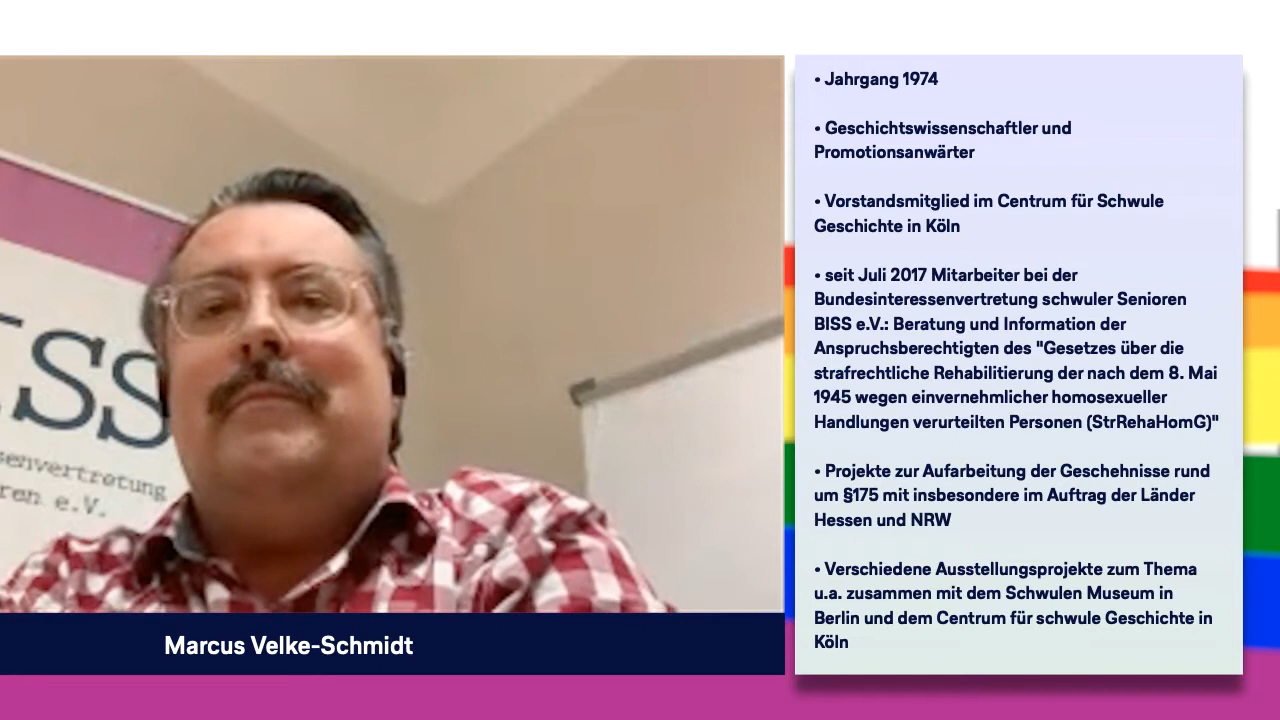 ISS
senvertretung
ren e.V.
Marcus Velke-Schmidt
• Jahrgang 1974
• Geschichtswissenschaftler und
Promotionsanwärter
• Vorstandsmitglied im Centrum für Schwule
Geschichte in Köln
• seit Juli 2017 Mitarbeiter bei der
Bundesinteressenvertretung schwuler Senioren
BISS e.V.: Beratung und Information der
Anspruchsberechtigten des "Gesetzes über die
strafrechtliche Rehabilitierung der nach dem 8. Mai
1945 wegen einvernehmlicher homosexueller
Handlungen verurteilten Personen (StrRehaHomG)"
• Projekte zur Aufarbeitung der Geschehnisse rund
um §175 mit insbesondere im Auftrag der Länder
Hessen und NRW
• Verschiedene Ausstellungsprojekte zum Thema
u.a. zusammen mit dem Schwulen Museum in
Berlin und dem Centrum für schwule Geschichte in
Köln